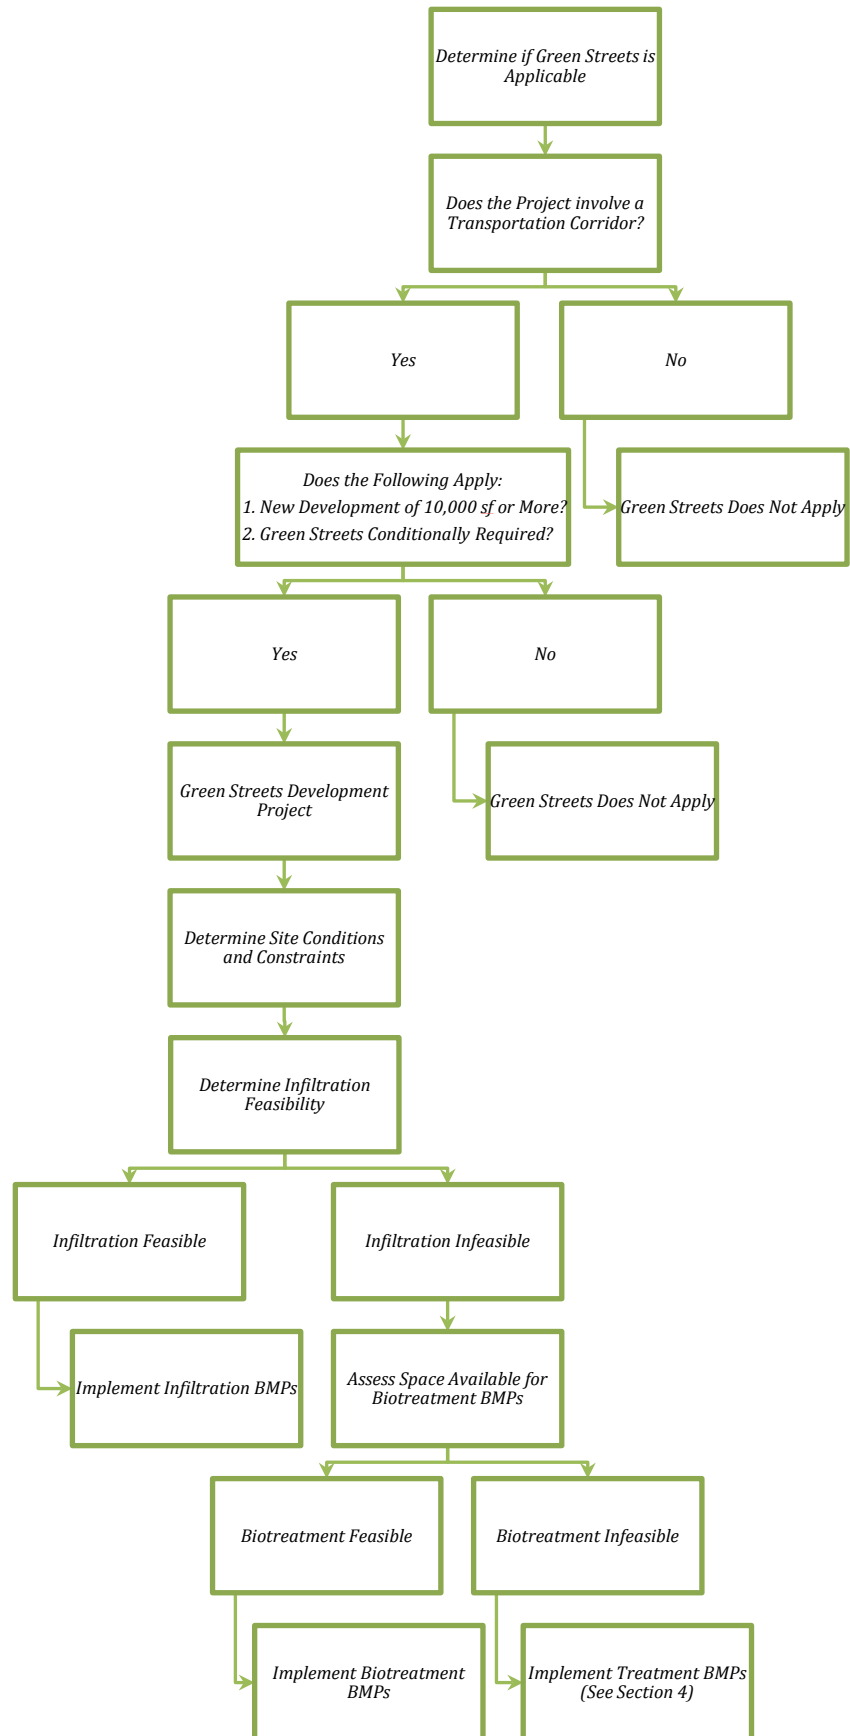 Determine if Green Streets is
Applicable
Does the Project involve a
Transportation Corridor?
Yes
No
Does the Following Apply:
1. New Development of 10,000 sf or More?
2. Green Streets Conditionally Required?
Green Streets Does Not Apply
Yes
No
Green Streets Development
Project
Green Streets Does Not Apply
Determine Site Conditions
and Constraints
Determine Infiltration
Feasibility
Infiltration Feasible
Infiltration Infeasible
Implement Infiltration BMPs
Assess Space Available for
Biotreatment BMPs
Biotreatment Feasible
Biotreatment Infeasible
Implement Biotreatment
BMPs
Implement Treatment BMPs
(See Section 4)